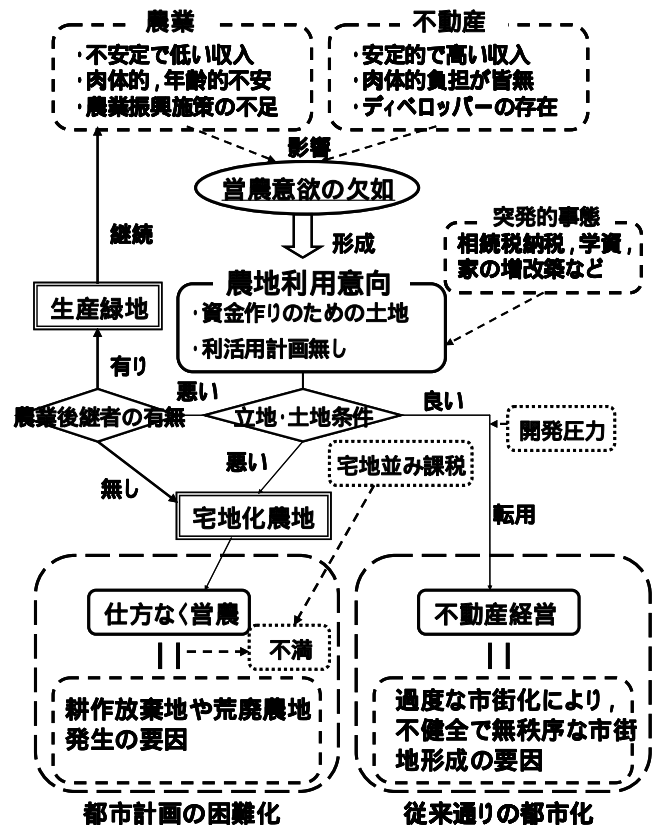 農業
・不安定で低い収入
・肉体的，年齢的不安
・農業振興施策の不足
不動産
・安定的で高い収入
・肉体的負担が皆無
・ディベロッパーの存在
影響
営農意欲の欠如
形成
突発的事態
相続税納税，学資，
家の増改築など
継続
農地利用意向
・資金作りのための土地
・利活用計画無し
生産緑地
有り
悪い
良い
農業後継者の有無
立地・土地条件
開発圧力
悪い
宅地並み課税
無し
宅地化農地
転用
仕方なく営農
不動産経営
不満
耕作放棄地や荒廃農地
発生の要因
過度な市街化により，
不健全で無秩序な市街
地形成の要因
都市計画の困難化
従来通りの都市化